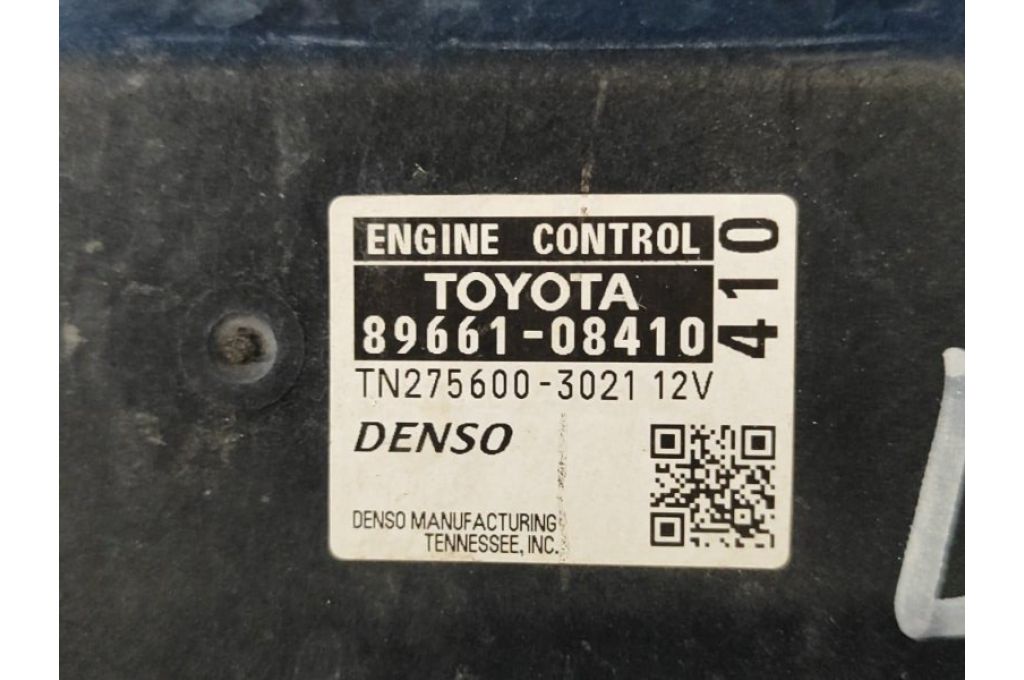 ENGINE CONTROL
TOYOTA
89661-08410
410
TN275600-3021 12V
DENSO
DENSO MANUFACTURING
TENNESSEE, INC.